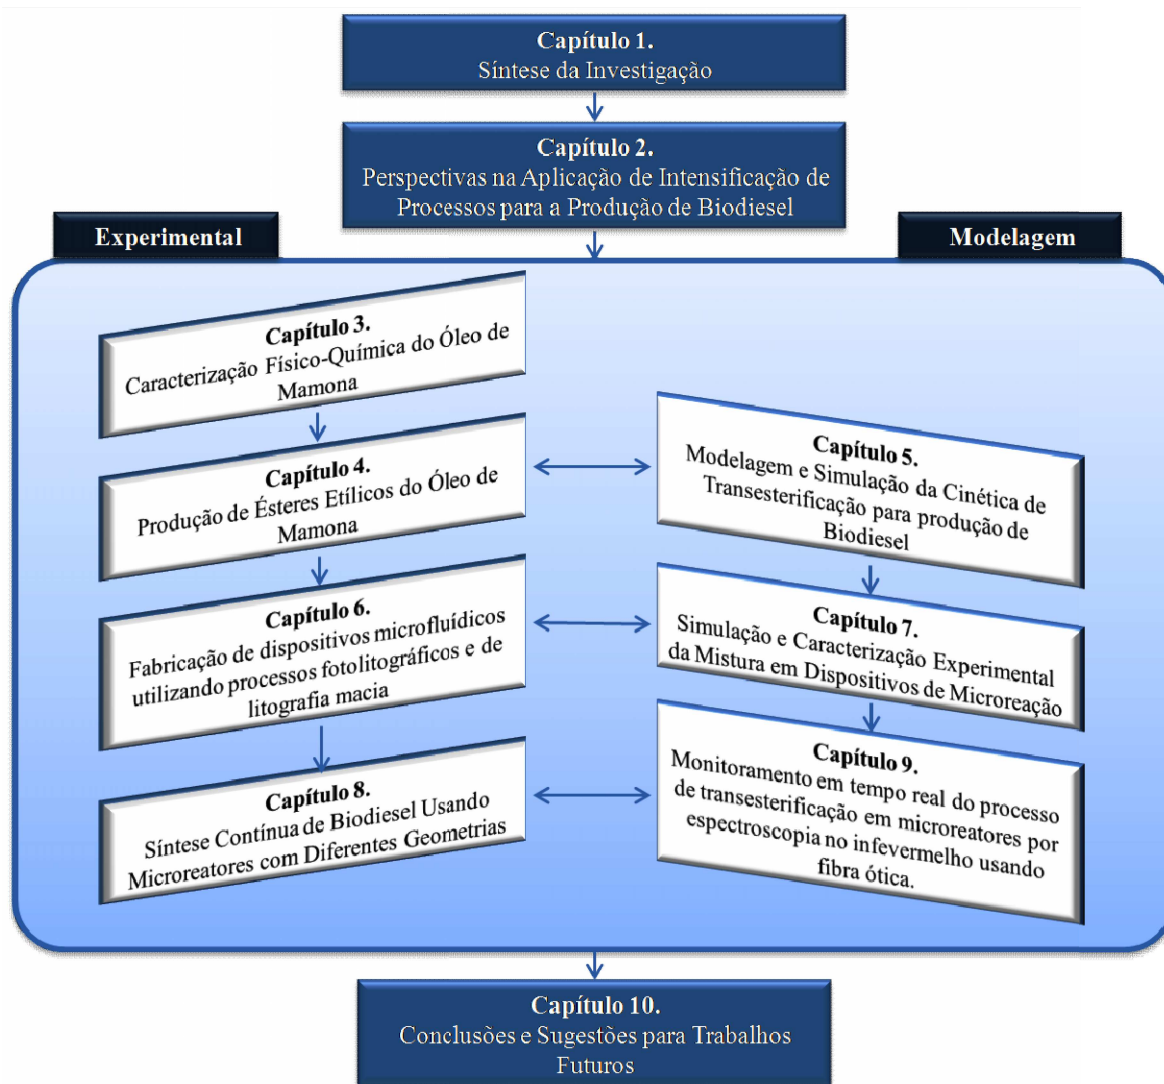 Capítulo 1.
Síntese da Investigação
Capítulo 2.
Perspectivas na Aplicação de Intensificação de
Processos para a Produção de Biodiesel
Experimental
Modelagem
Capítulo 3.
Caracterização Físico-Química do Óleo de
Mamona
Capítulo 4.
Produção de Ésteres Etílicos do Óleo de
Mamona
Capítulo 5.
Modelagem e Simulação da Cinética de
Transesterificação para produção de
Biodiesel
Capítulo 6.
Fabricação de dispositivos microfluídicos
utilizando processos fotolitográficos e de
litografia macia
Capítulo 7.
Simulação e Caracterização Experimental
da Mistura em Dispositivos de Microreação
Capítulo 8.
Síntese Contínua de Biodiesel Usando
Microreatores com Diferentes Geometrias
Capítulo 9.
Monitoramento em tempo real do processo
de transesterificação em microreatores por
espectroscopia no infevermelho usando
fibra ótica.
Capítulo 10.
Conclusões e Sugestões para Trabalhos
Futuros